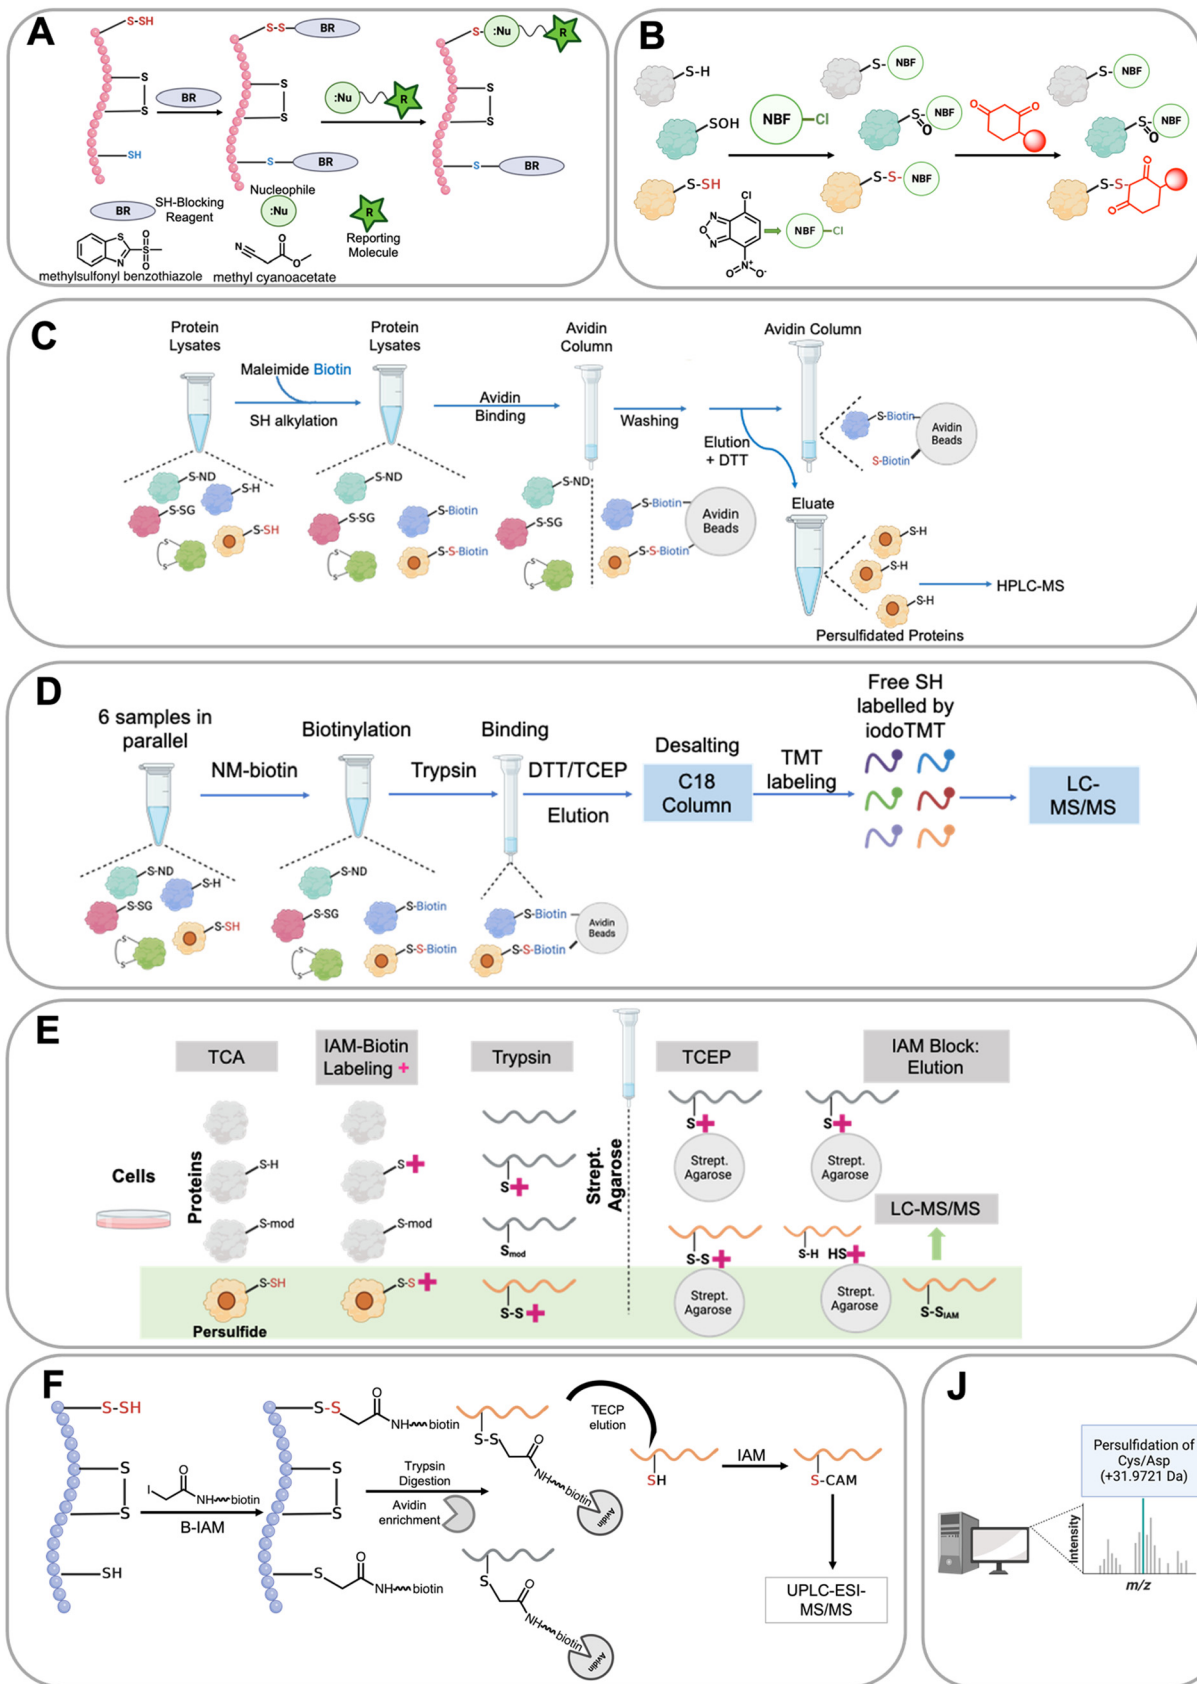 A
S-SH
S-S
BR
S
:Nu
R
S
S
BR
S
S
:Nu
R
S
S
SH
S
BR
S
BR
BR
SH-Blocking
Reagent
Nucleophile
:Nu
R
Reporting
Molecule
S
N
O
S
O
N
O
O
methylsulfonyl benzothiazole
methyl cyanoacetate
B
S-H
S-
NBF
S-
NBF
SOH
NBF
Cl
S-
O
NBF
O
O
S-
O
NBF
S-SH
S-S-
NBF
S-S
O
O
Cl
N
O
N
N+
O
O-
NBF
Cl
C
Protein
Lysates
Maleimide Biotin
SH alkylation
Protein
Lysates
Avidin
Binding
Avidin
Column
Washing
Elution
+ DTT
Avidin Column
S-Biotin
S-Biotin
Avidin
Beads
S-ND
S-H
S-SG
S-SH
S
S
S-ND
S-SG
S-Biotin
S-S-Biotin
S
S
S-ND
S-SG
S
S
S-Biotin
S-S-Biotin
Avidin
Beads
Eluate
S-H
S-H
S-H
HPLC-MS
Persulfidated Proteins
D
6 samples in
parallel
NM-biotin
Biotinylation
Trypsin
Binding
DTT/TCEP
Elution
Desalting
C18
Column
TMT
labeling
Free SH
labelled by
iodoTMT
LC-
MS/MS
S-ND
S-H
S-SG
S-SH
S
S
S-ND
S-SG
S-Biotin
S-S-Biotin
S
S
S-Biotin
S-S-Biotin
Avidin
Beads
E
TCA
IAM-Biotin
Labeling +
Trypsin
TCEP
IAM Block:
Elution
Cells
Proteins
S-H
S-mod
S-SH
Persulfide
S
S-mod
S-S
S
Smod
S-S
Strept.
Agarose
S
Strept.
Agarose
S-S
Strept.
Agarose
S
Strept.
Agarose
LC-MS/MS
S-H
HS
Strept.
Agarose
S-SIAM
F
S-SH
S
S
SH
I
O
NH
biotin
B-IAM
S-S
O
NH
biotin
S
S
S
O
NH
biotin
Trypsin
Digestion
Avidin
enrichment
S-S
O
NH
biotin
Avidin
S
O
NH
biotin
Avidin
TECP
elution
SH
IAM
S-CAM
UPLC-ESI-
MS/MS
J
Persulfidation of
Cys/Asp
(+31.9721 Da)
Intensity
m/z